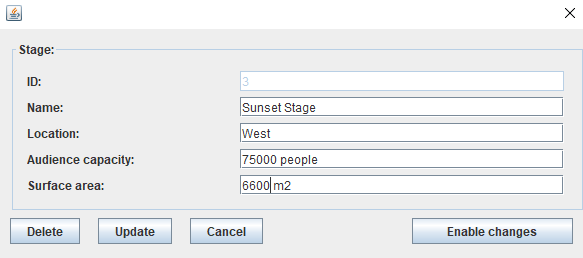 Stage:
ID: 3
Name: Sunset Stage
Location: West
Audience capacity: 75000 people
Surface area: 6600 m2
Delete Update Cancel Enable changes